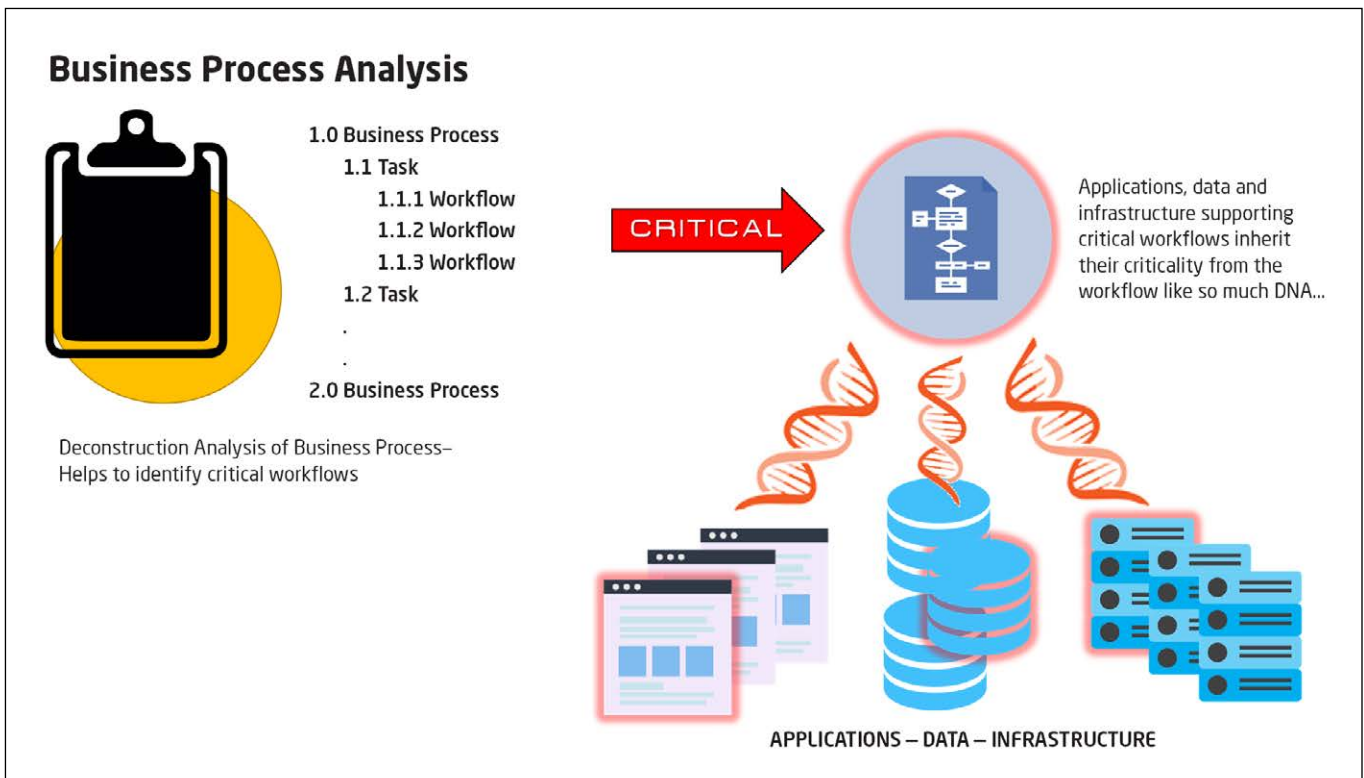 Business Process Analysis
1.0 Business Process
1.1 Task
1.1.1 Workflow
1.1.2 Workflow
1.1.3 Workflow
1.2 Task
.
.
2.0 Business Process
Deconstruction Analysis of Business Process–
Helps to identify critical workflows
CRITICAL
Applications, data and
infrastructure supporting
critical workflows inherit
their criticality from the
workflow like so much DNA...
APPLICATIONS – DATA – INFRASTRUCTURE